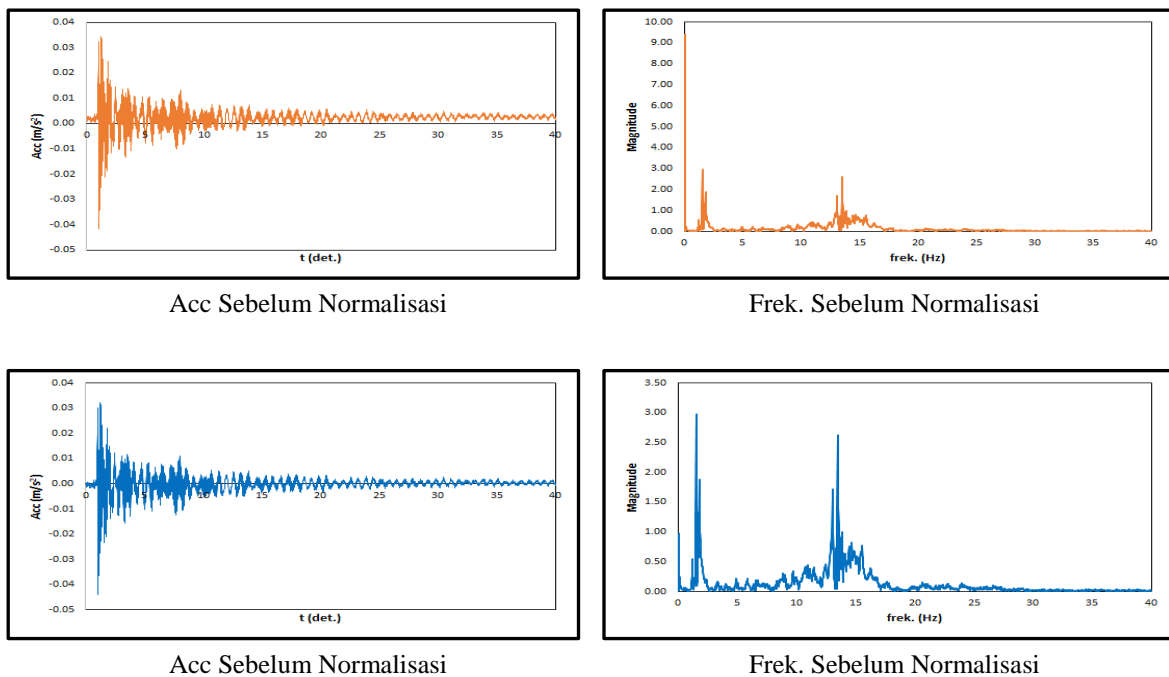 0.04
0.03
0.02
0.01
0.00
-0.01
-0.02
-0.03
-0.04
-0.05
0 5 10 15 20 25 30 35 40
Acc (m/s²)
t (det.)
10.00
9.00
8.00
7.00
6.00
5.00
4.00
3.00
2.00
1.00
0.00
0 5 10 15 20 25 30 35 40
Magnitude
frek. (Hz)
Acc Sebelum Normalisasi
Frek. Sebelum Normalisasi
0.04
0.03
0.02
0.01
0.00
-0.01
-0.02
-0.03
-0.04
-0.05
0 5 10 15 20 25 30 35 40
Acc (m/s²)
t (det.)
3.50
3.00
2.50
2.00
1.50
1.00
0.50
0.00
0 5 10 15 20 25 30 35 40
Magnitude
frek. (Hz)
Acc Sebelum Normalisasi
Frek. Sebelum Normalisasi